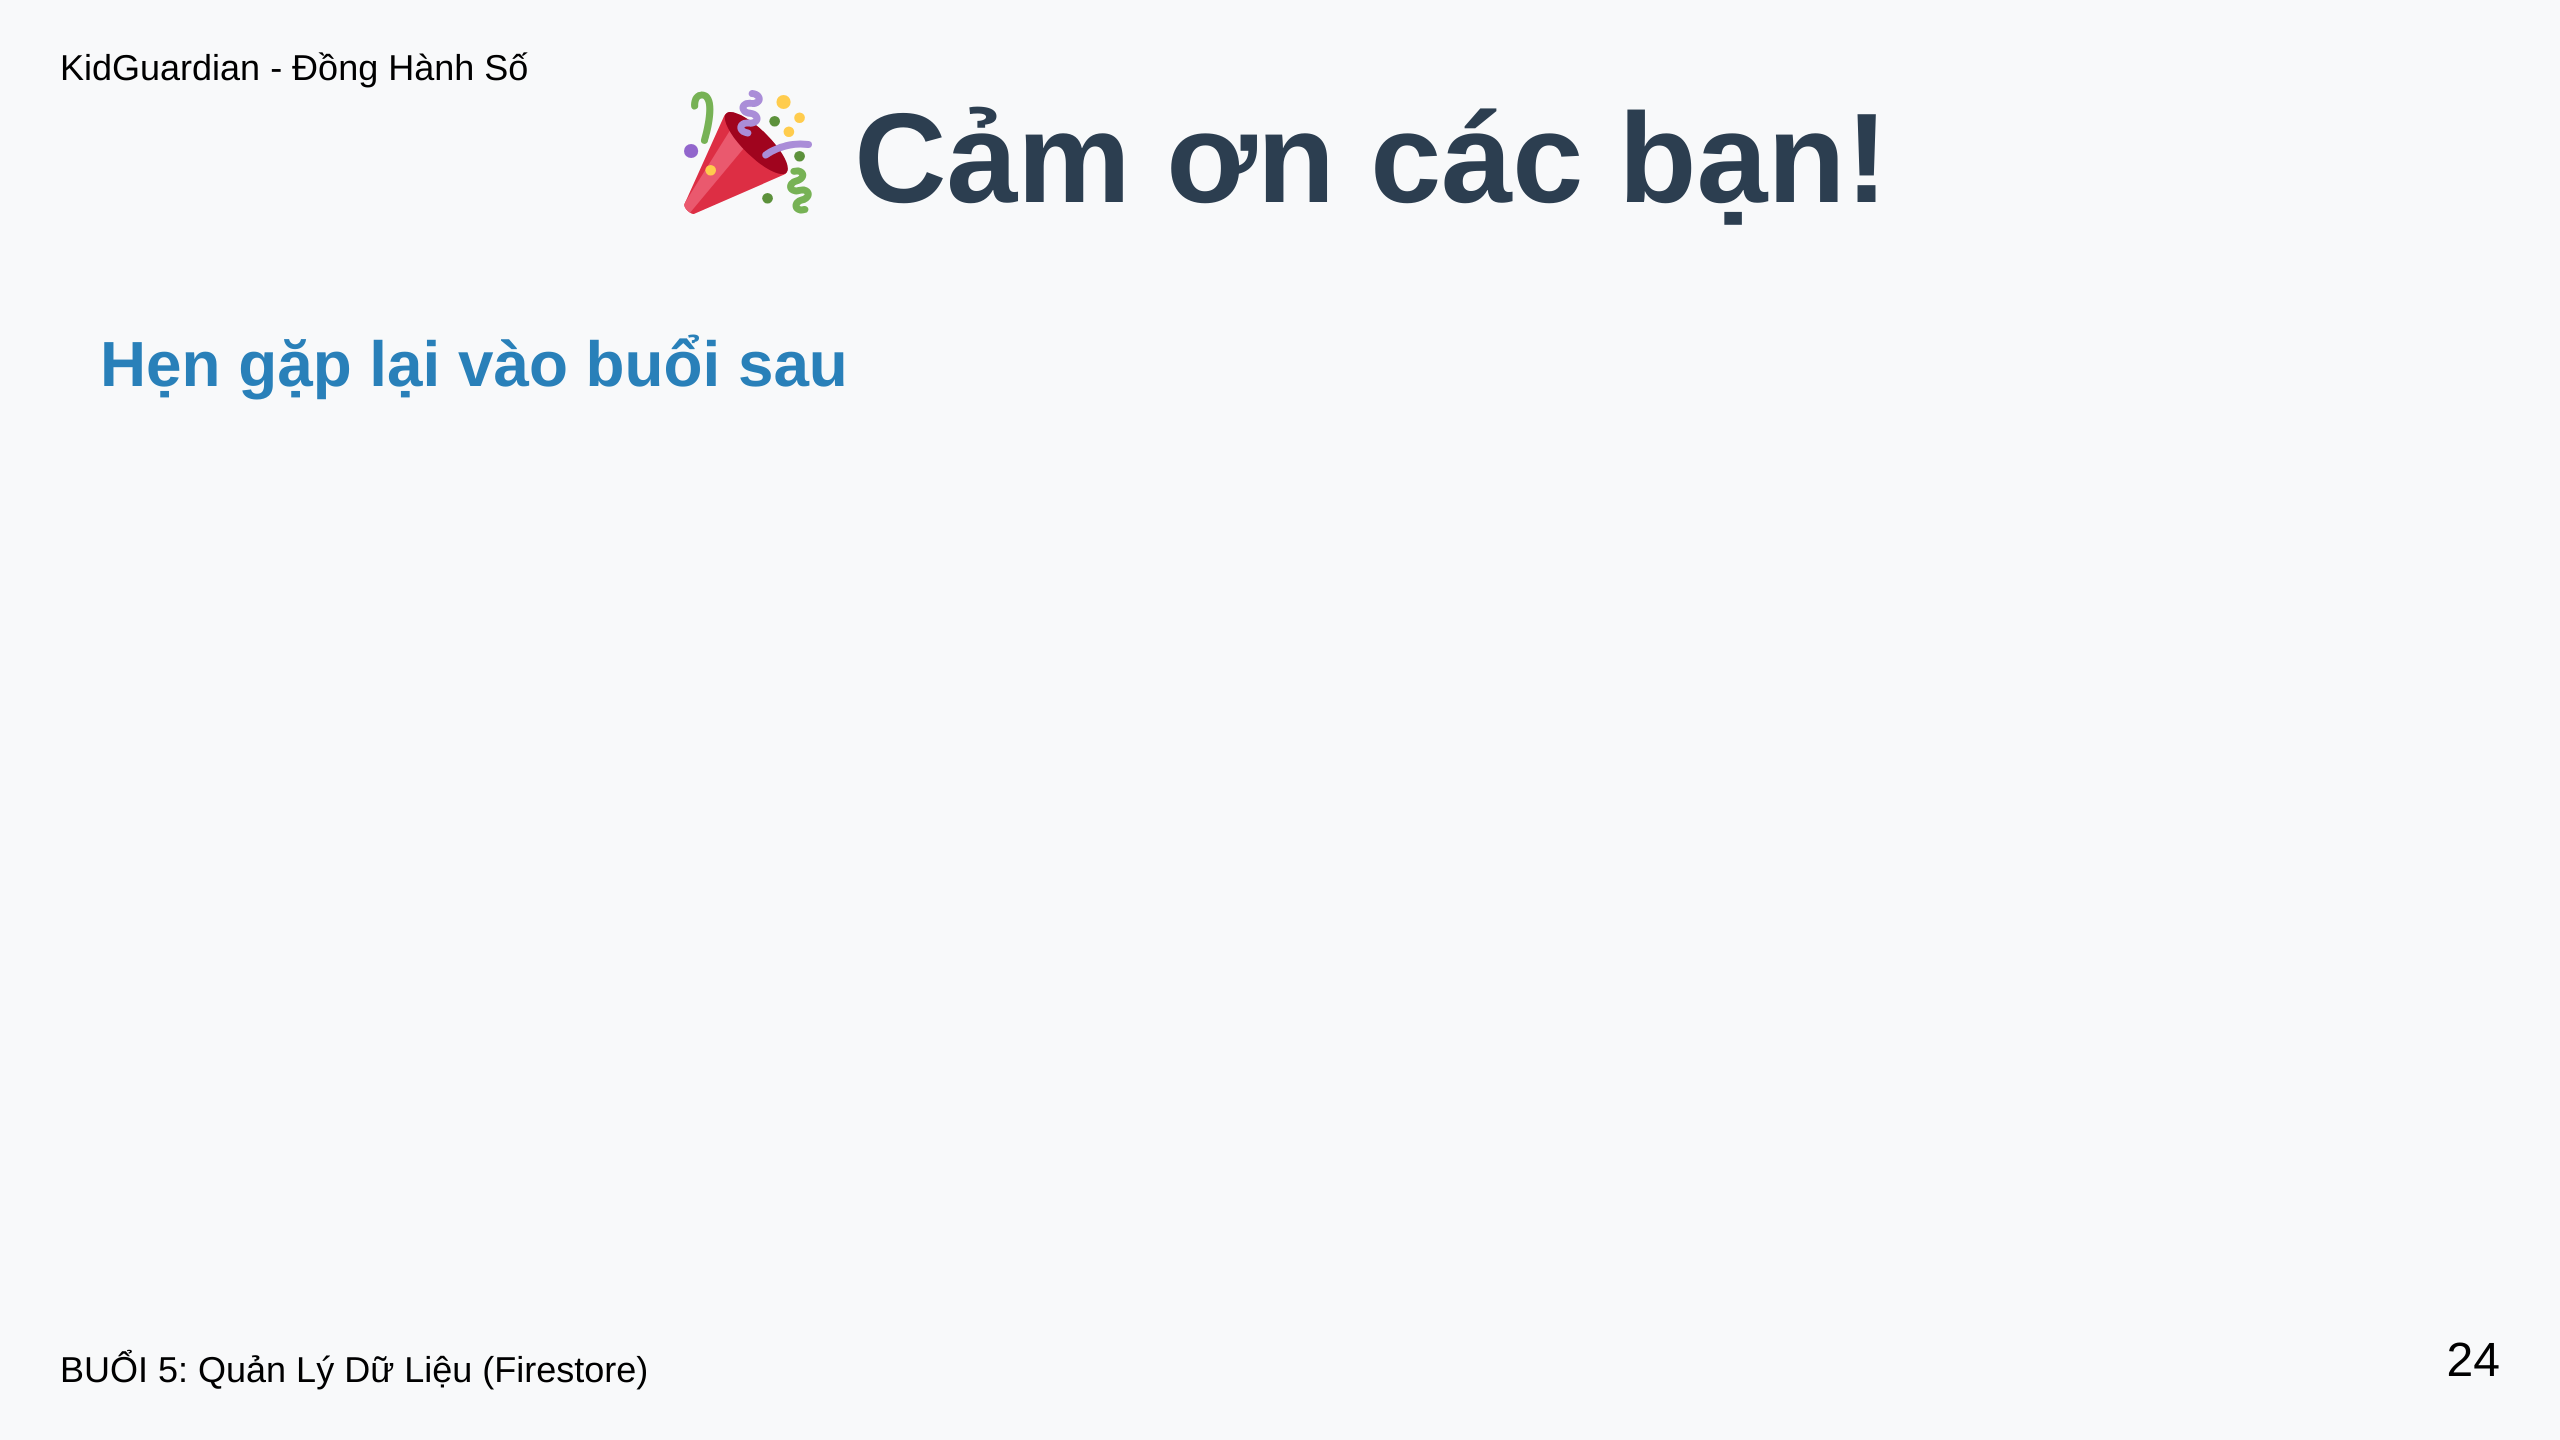 KidGuardian - Đồng Hành Số
🎉 Cảm ơn các bạn!
Hẹn gặp lại vào buổi sau
BUỔI 5: Quản Lý Dữ Liệu (Firestore)
24